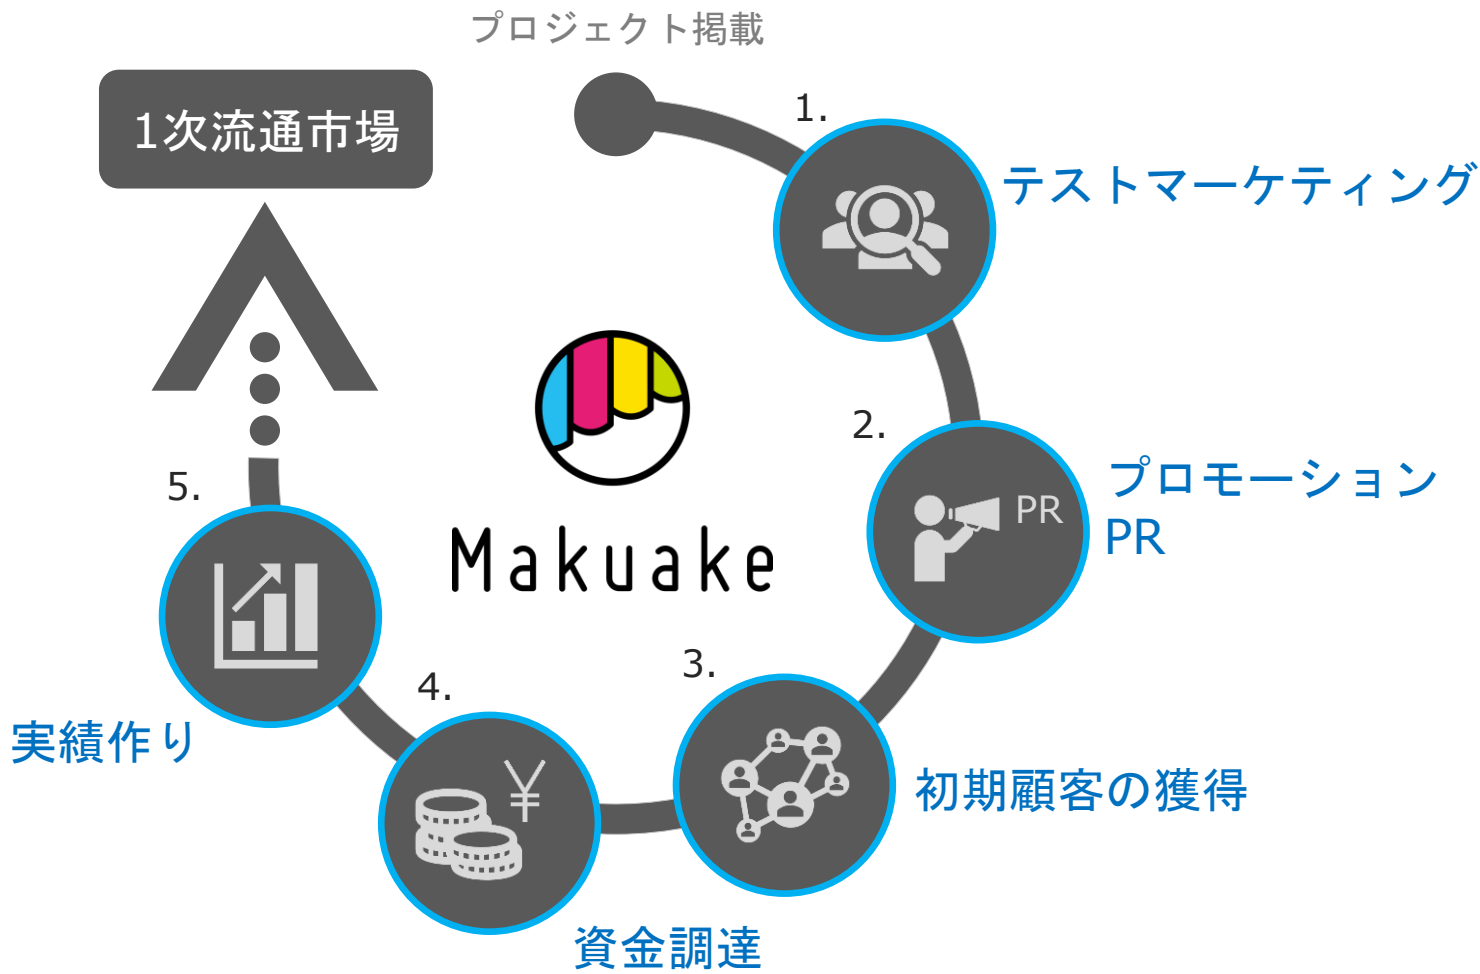 プロジェクト掲載
1次流通市場
1.
テストマーケティング
2.
プロモーション
PR
PR
3.
初期顧客の獲得
4.
¥
資金調達
5.
実績作り
Makuake